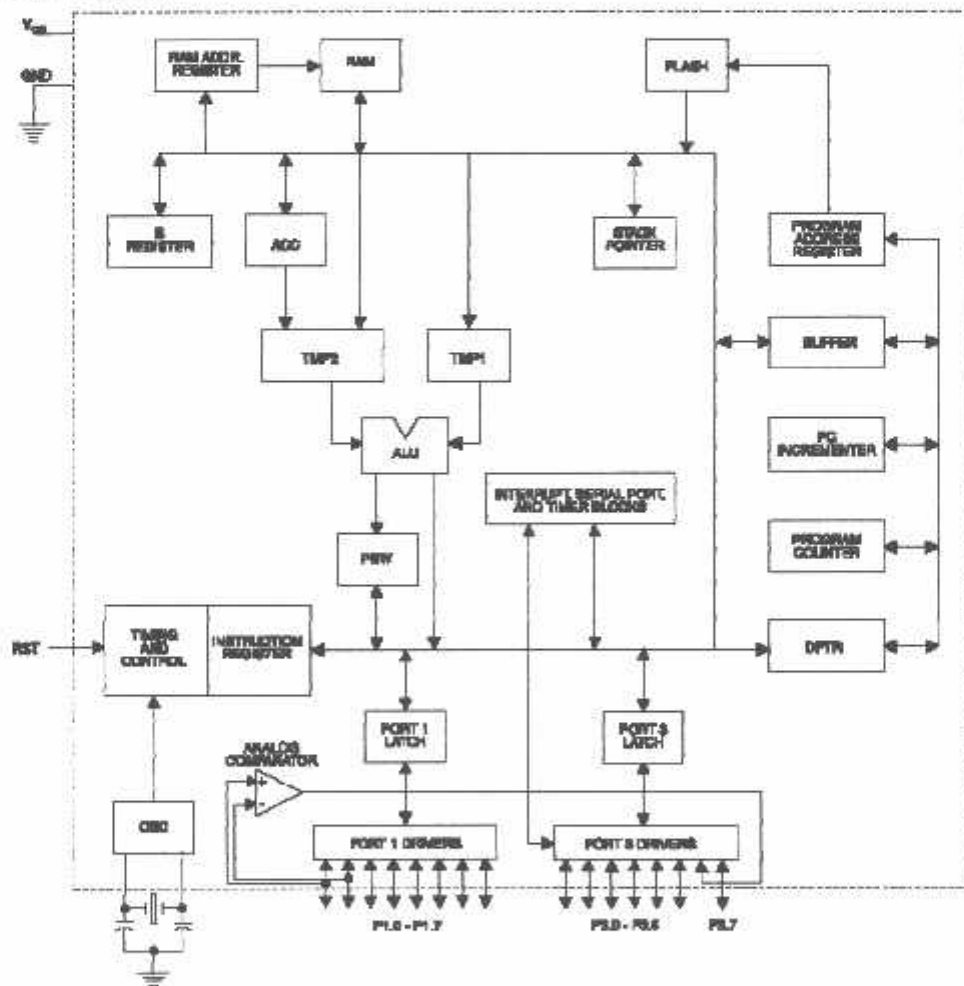 VCC
GND
RAM ADDR.
REGISTER
RAM
FLASH
B
REGISTER
ACC
STACK
POINTER
PROGRAM
ADDRESS
REGISTER
TMP2
TMP1
BUFFER
ALU
PC
INCREMENTER
INTERRUPT, SERIAL PORT,
AND TIMER BLOCKS
PSW
PROGRAM
COUNTER
RST
TIMING
AND
CONTROL
INSTRUCTION
REGISTER
DPTR
PORT 1
LATCH
PORT 3
LATCH
ANALOG
COMPARATOR
+
-
OSC
PORT 1 DRIVERS
PORT 3 DRIVERS
P1.0 - P1.7
P3.0 - P3.5
P3.7